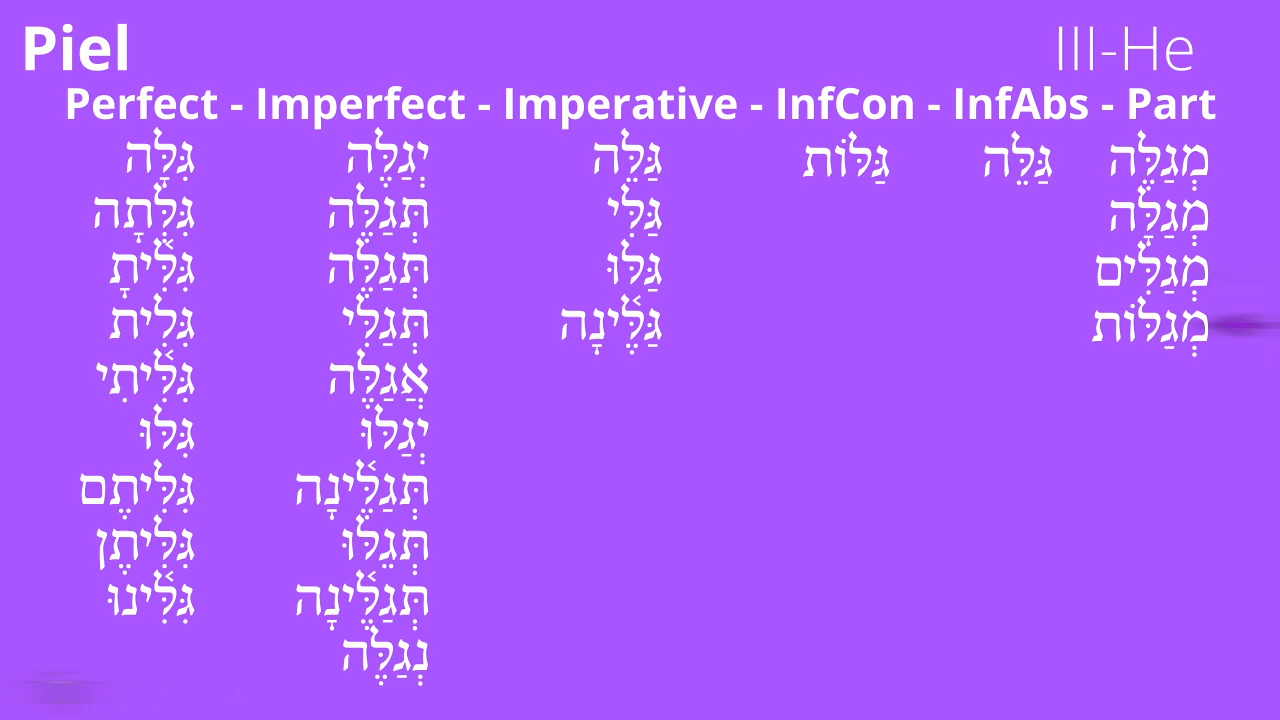 Piel
III-He
Perfect - Imperfect - Imperative - InfCon - InfAbs - Part
גִּלָּה יְגַלֶּה גַּלֵּה גַּלּוֹת גַּלֵּה מְגַלֶּה
גִּלְּתָה תְּגַלֶּה גַּלִּי מְגַלָּה
גִּלִּ֫יתָ תְּגַלֶּה גַּלּוּ מְגַלִּים
גִּלִּית תְּגַלִּי גַּלֶּ֫ינָה מְגַלּוֹת
גִּלִּ֫יתִי אֲגַלֶּה
גִּלּוּ יְגַלּוּ
גִּלִּיתֶם תְּגַלֶּ֫ינָה
גִּלִּיתֶן תְּגֵלּוּ
גִּלִּ֫ינוּ תְּגַלֶּ֫ינָה
נְגַלֶּה